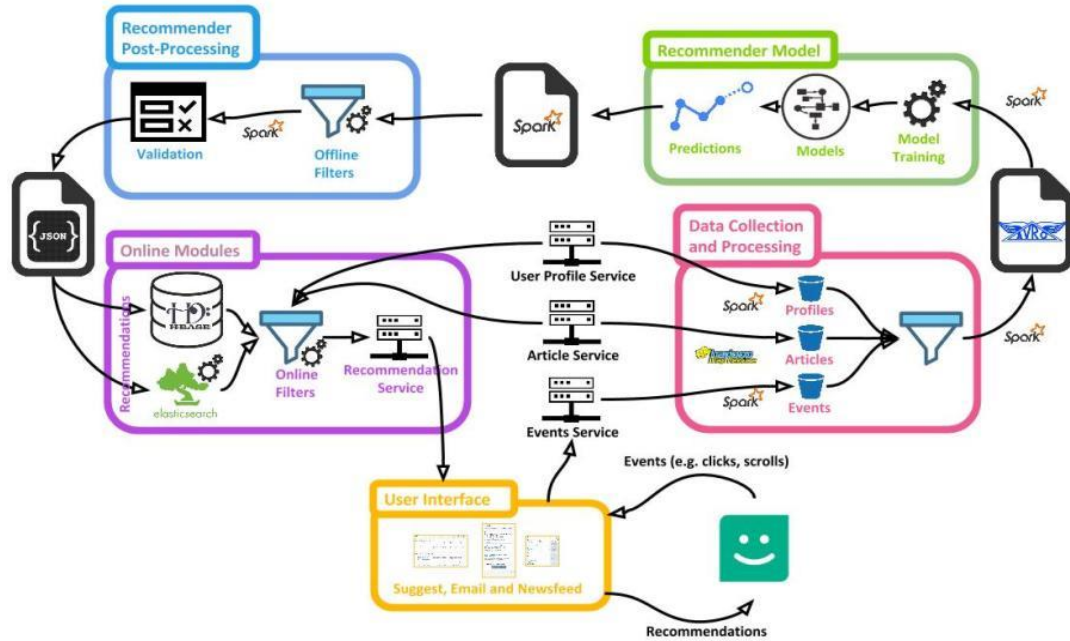 Recommender
Post-Processing
Validation
Spark
Offline
Filters
Spark
Recommender Model
Predictions
Models
Model
Training
Spark
{JSON}
AVRO
Spark
Online Modules
Recommendations
HBASE
elasticsearch
Online
Filters
Recommendation
Service
User Profile Service
Article Service
Events Service
Data Collection
and Processing
Spark
Profiles
Articles
Spark
Events
User Interface
Suggest, Email and Newsfeed
Events (e.g. clicks, scrolls)
Recommendations